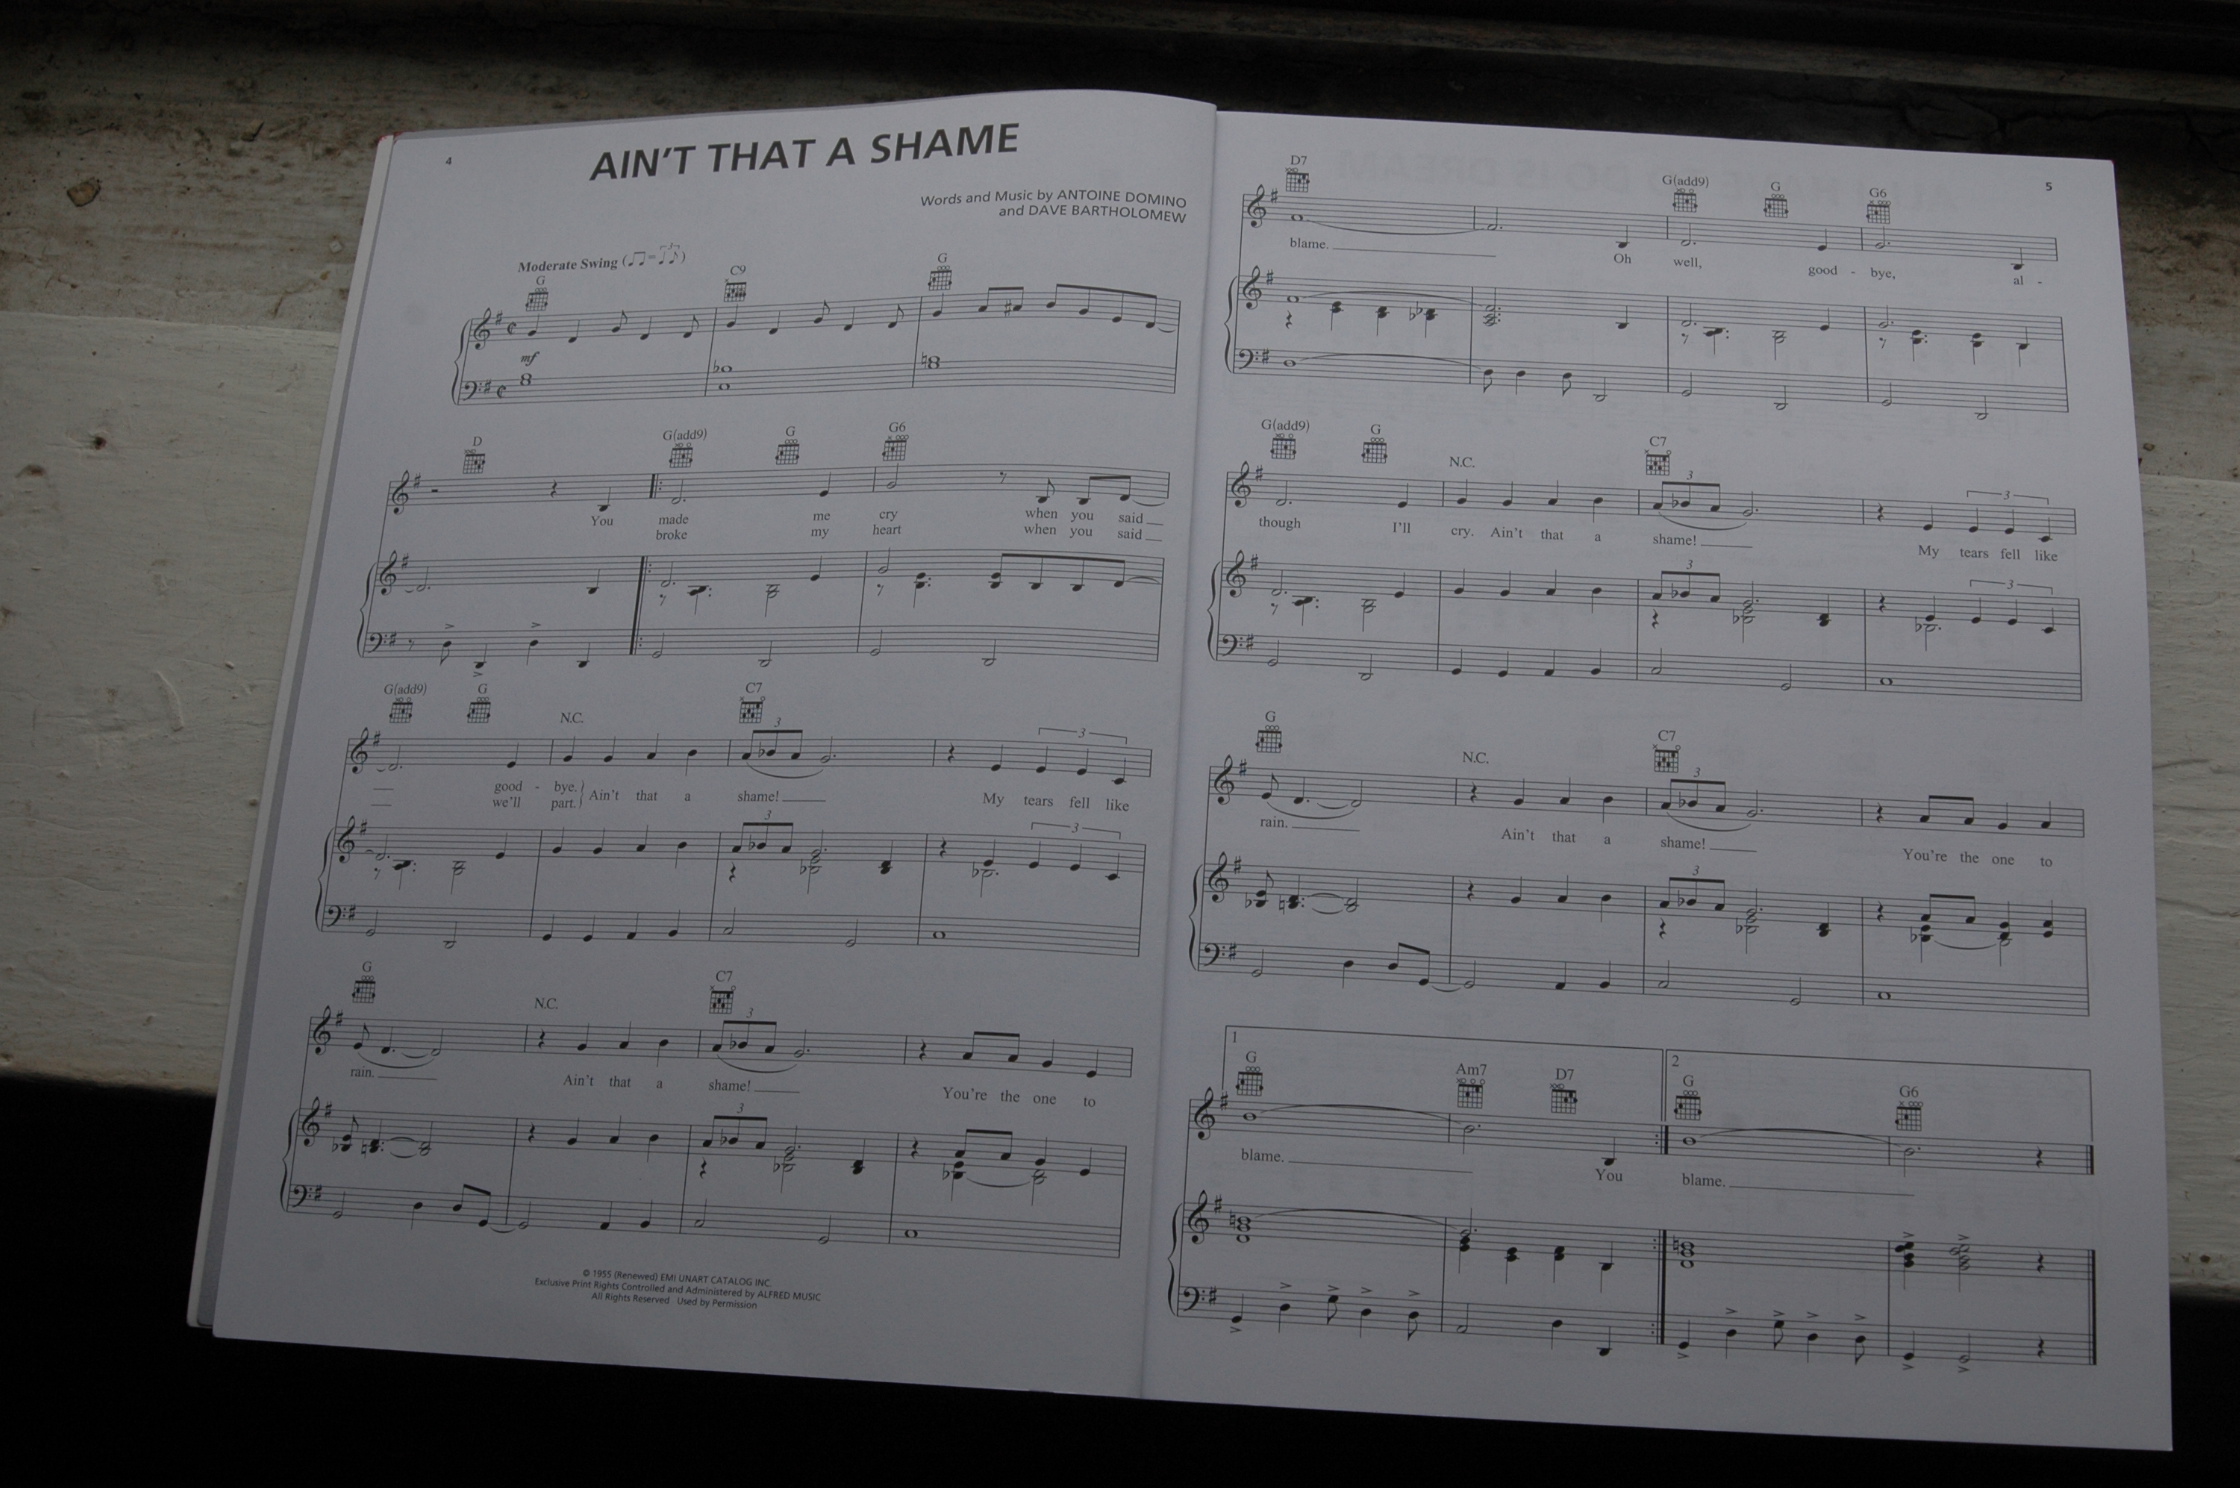 4
AIN'T THAT A SHAME
Words and Music by ANTOINE DOMINO
and DAVE BARTHOLOMEW
Moderate Swing
G C9 G
mf
D G(add9) G G6
You made me cry when you said
broke my heart when you said
G(add9) G N.C. C7
good - bye. Ain't that a shame! My tears fell like
we'll part.
G N.C. C7
rain. Ain't that a shame! You're the one to
© 1955 (Renewed) EMI UNART CATALOG INC.
Exclusive Print Rights Controlled and Administered by ALFRED MUSIC
All Rights Reserved Used by Permission
5
D7 G(add9) G G6
blame. Oh well, good - bye, al -
G(add9) G N.C. C7
though I'll cry. Ain't that a shame! My tears fell like
G N.C. C7
rain. Ain't that a shame! You're the one to
1 2
G Am7 D7 G G6
blame. You blame.